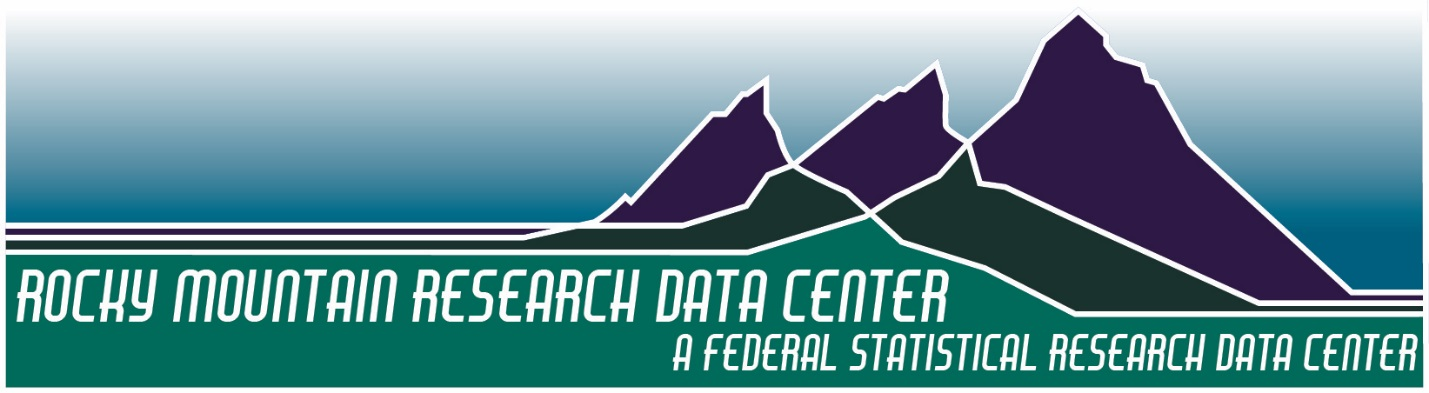 ROCKY MOUNTAIN RESEARCH DATA CENTER
A FEDERAL STATISTICAL RESEARCH DATA CENTER